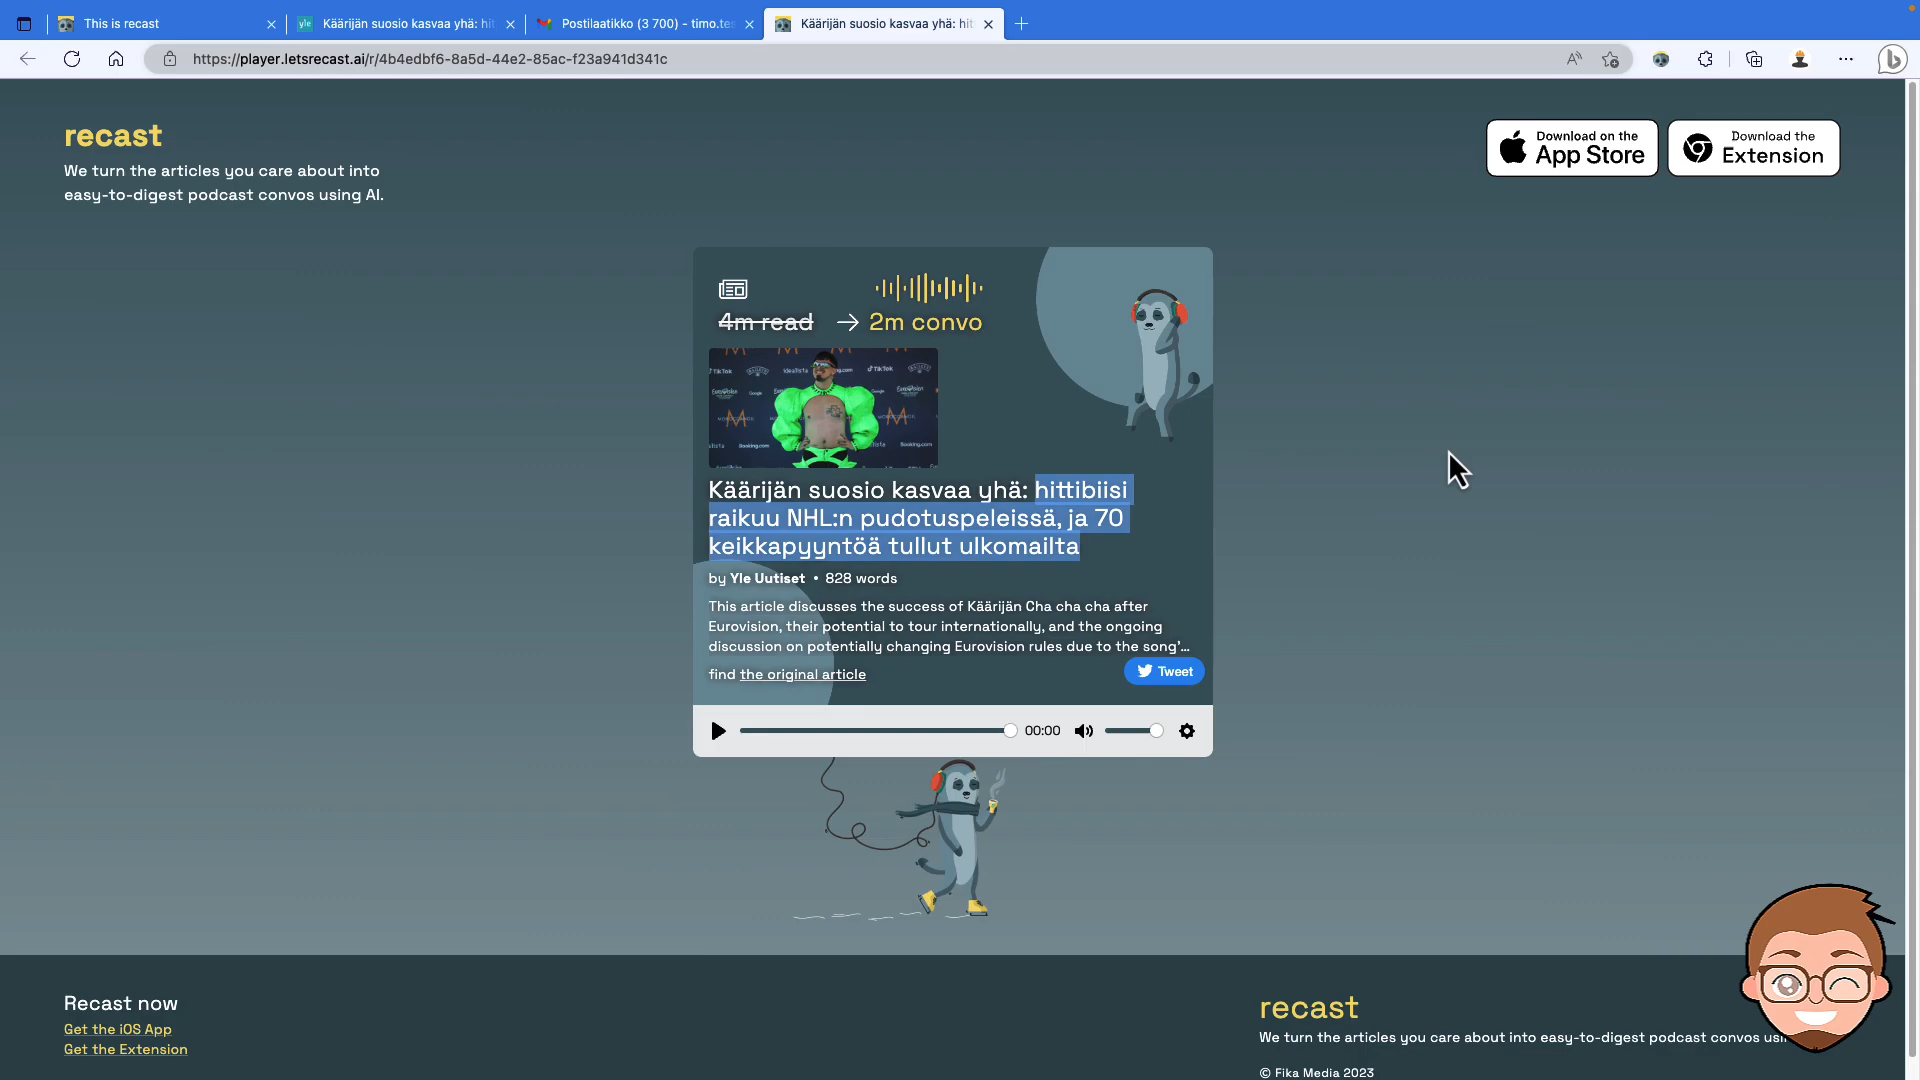 This is recast
Käärijän suosio kasvaa yhä: hit
Postilaatikko (3 700) - timo.tes
Käärijän suosio kasvaa yhä: hit
https://player.letsrecast.ai/r/4b4edbf6-8a5d-44e2-85ac-f23a941d341c
recast
We turn the articles you care about into
easy-to-digest podcast convos using AI.
Download on the
App Store
Download the
Extension
4m read → 2m convo
Käärijän suosio kasvaa yhä: hittibiisi
raikuu NHL:n pudotuspeleissä, ja 70
keikkapyyntöä tullut ulkomailta
by Yle Uutiset • 828 words
This article discusses the success of Käärijän Cha cha cha after
Eurovision, their potential to tour internationally, and the ongoing
discussion on potentially changing Eurovision rules due to the song'...
find the original article
Tweet
00:00
Recast now
Get the iOS App
Get the Extension
recast
We turn the articles you care about into easy-to-digest podcast convos
© Fika Media 2023